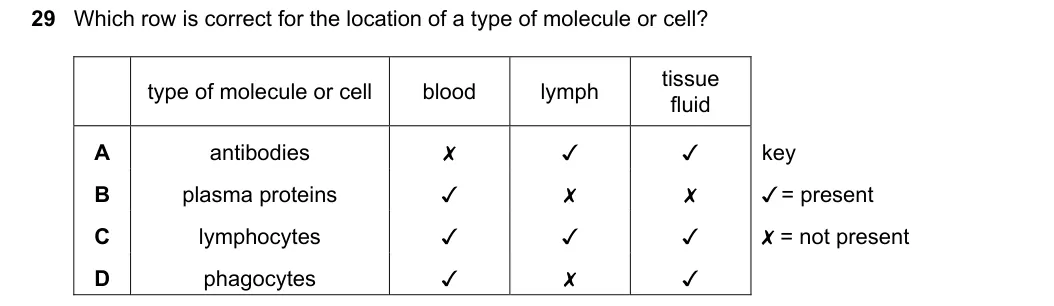 29 Which row is correct for the location of a type of molecule or cell?
type of molecule or cell blood lymph tissue fluid
A antibodies ✗ ✓ ✓ key
B plasma proteins ✓ ✗ ✗ ✓ = present
C lymphocytes ✓ ✓ ✓ ✗ = not present
D phagocytes ✓ ✗ ✓